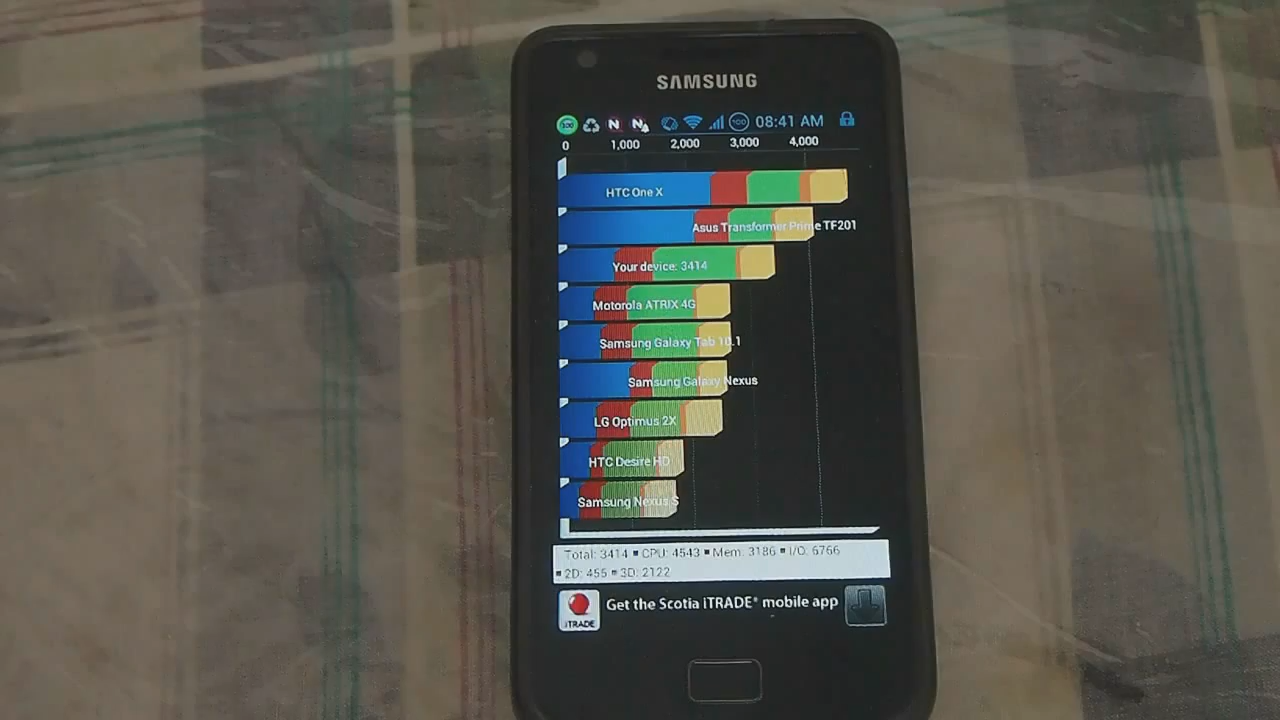 SAMSUNG
100 N N 100 08:41 AM
0 1,000 2,000 3,000 4,000
HTC One X
Asus Transformer Prime TF201
Your device: 3414
Motorola ATRIX 4G
Samsung Galaxy Tab 10.1
Samsung Galaxy Nexus
LG Optimus 2X
HTC Desire HD
Samsung Nexus S
Total: 3414 ▪ CPU: 4543 ▪ Mem: 3186 ▪ I/O: 6766
▪ 2D: 455 ▪ 3D: 2122
Get the Scotia iTRADE® mobile app
iTRADE